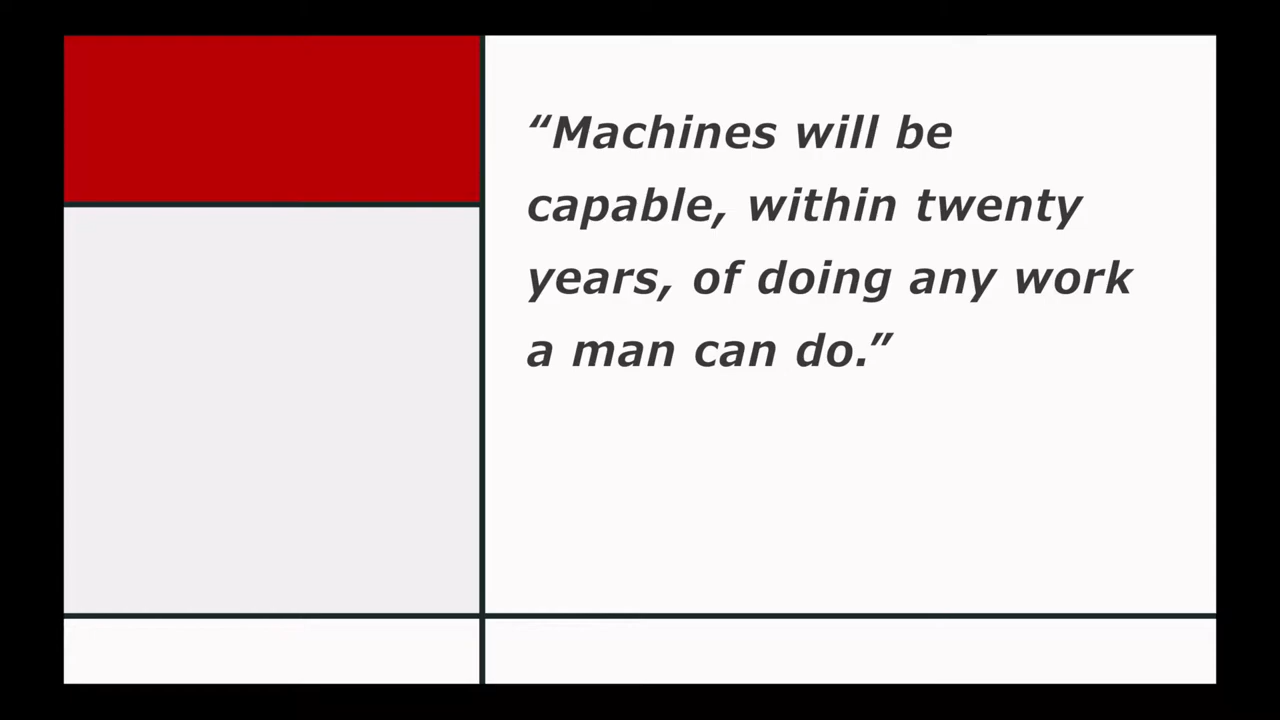 “Machines will be
capable, within twenty
years, of doing any work
a man can do.”